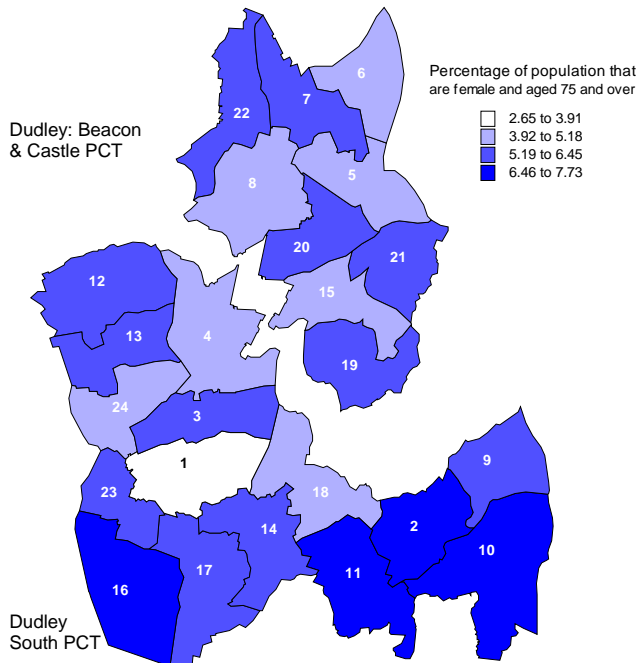 Percentage of population that
are female and aged 75 and over
2.65 to 3.91
3.92 to 5.18
5.19 to 6.45
6.46 to 7.73
Dudley: Beacon
& Castle PCT
6
7
22
5
8
20
21
12
15
13
4
19
24
3
1
9
23
18
14
2
10
17
11
16
Dudley
South PCT